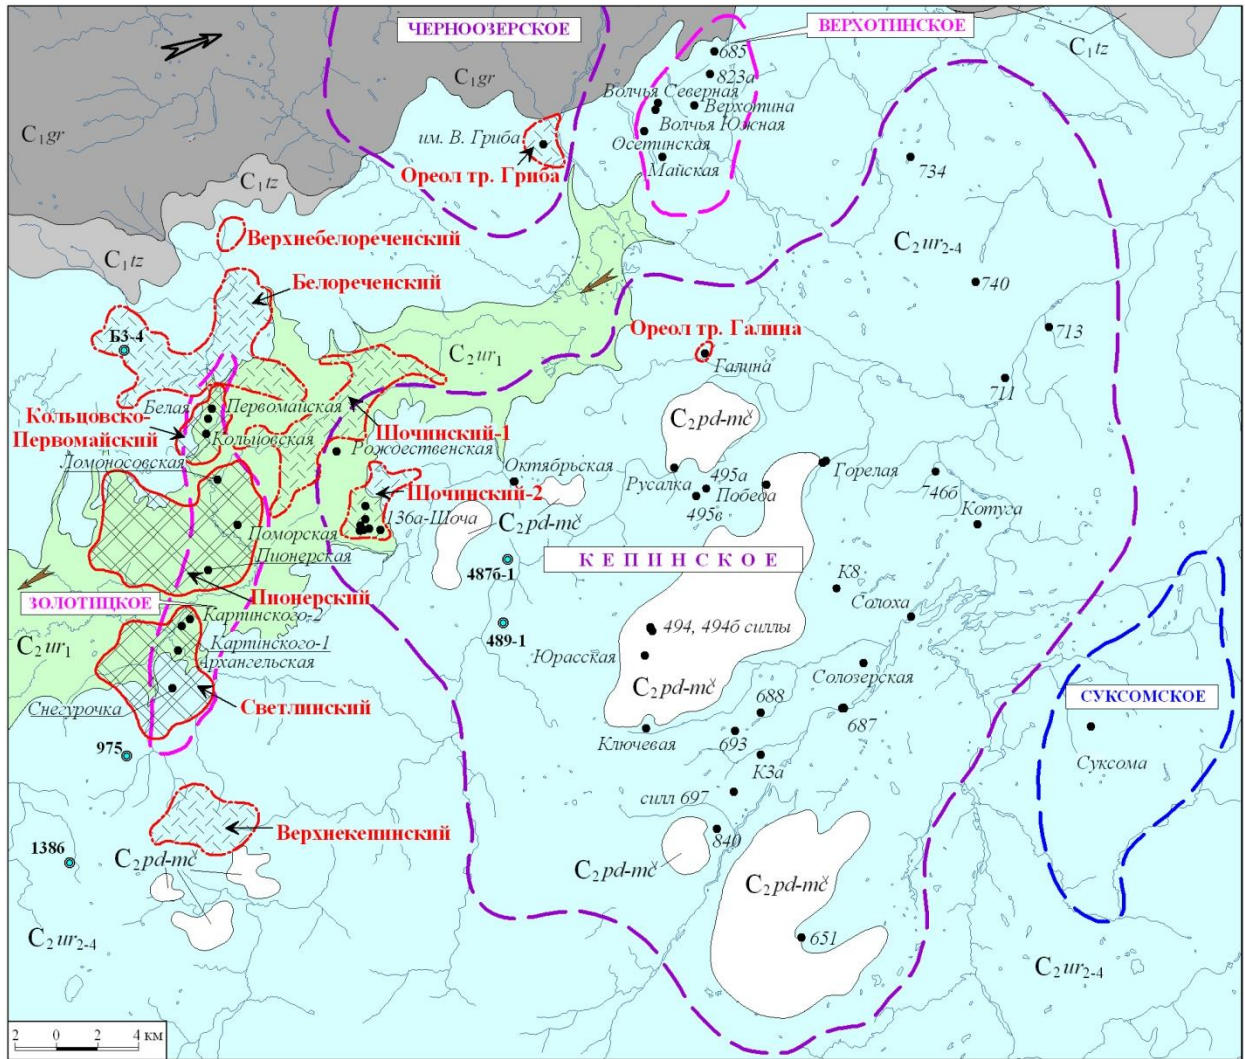 ЧЕРНООЗЕРСКОЕ
ВЕРХОТИНСКОЕ
C₁tz
685
C₁gr
823а
Волчья Северная
Верхотина
C₁gr
им. В. Гриба
Волчья Южная
Осетинская
Майская
Ореол тр. Гриба
734
C₁tz
Верхнебелореченский
C₂ur₂₋₄
C₁tz
Белореченский
740
Ореол тр. Галина
713
Б3-4
C₂ur₁
Галина
711
Белая
Первомайская
C₂pd-mč
Кольцовско-
Первомайский
Кольцовская
Шочинский-1
Рождественская
Ломоносовская
Октябрьская
Русалка
495а
Победа
495в
Горелая
746б
Шочинский-2
136а-Шоча
C₂pd-mč
Котуга
Поморская
Пионерская
КЕПИНСКОЕ
487б-1
К8
ЗОЛОТИЦКОЕ
Пионерский
Солоха
Карпинского-2
489-1
494, 494б силлы
Карпинского-1
C₂ur₁
Архангельская
Юрасская
C₂pd-mč
Солозерская
Снегурочка
Светлинский
688
687
СУКСОМСКОЕ
Ключевая
693
Суксома
975
К3а
силл 697
Верхнекепинский
840
1386
C₂pd-mč
C₂pd-mč
C₂pd-mč
C₂ur₂₋₄
651
C₂ur₂₋₄
2 0 4 км